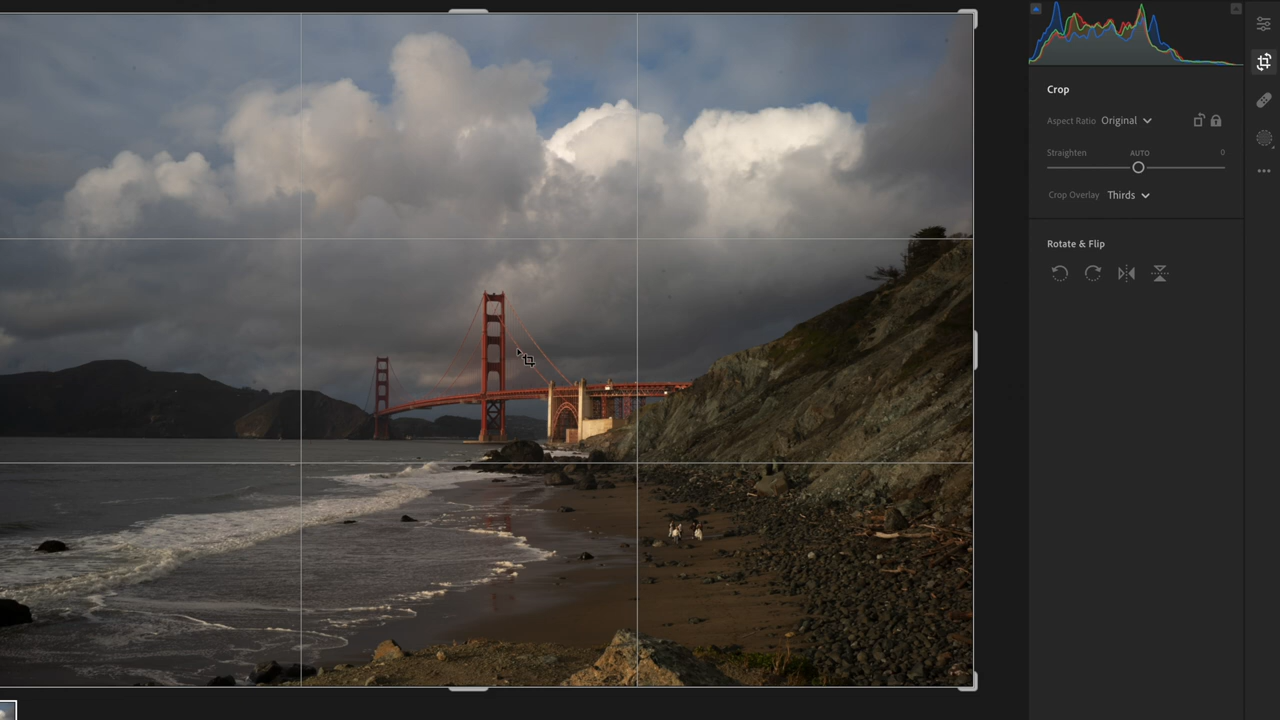 Crop
Aspect Ratio Original
Straighten AUTO 0
Crop Overlay Thirds
Rotate & Flip